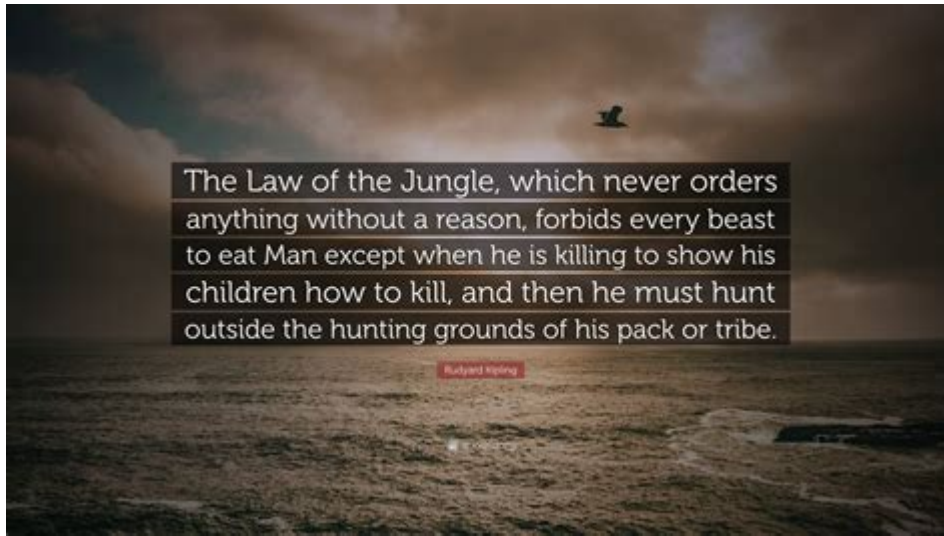 The Law of the Jungle, which never orders
anything without a reason, forbids every beast
to eat Man except when he is killing to show his
children how to kill, and then he must hunt
outside the hunting grounds of his pack or tribe.
Rudyard Kipling